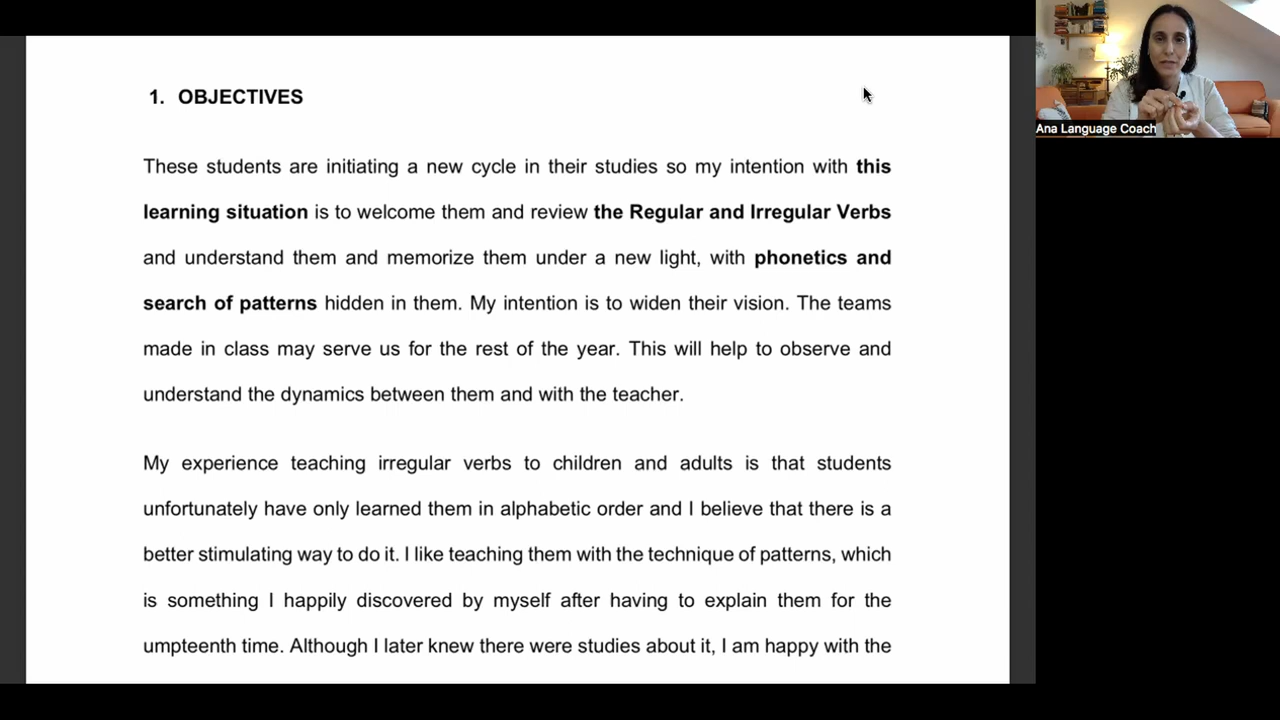 1. OBJECTIVES
These students are initiating a new cycle in their studies so my intention with this
learning situation is to welcome them and review the Regular and Irregular Verbs
and understand them and memorize them under a new light, with phonetics and
search of patterns hidden in them. My intention is to widen their vision. The teams
made in class may serve us for the rest of the year. This will help to observe and
understand the dynamics between them and with the teacher.
My experience teaching irregular verbs to children and adults is that students
unfortunately have only learned them in alphabetic order and I believe that there is a
better stimulating way to do it. I like teaching them with the technique of patterns, which
is something I happily discovered by myself after having to explain them for the
umpteenth time. Although I later knew there were studies about it, I am happy with the
Ana Language Coach